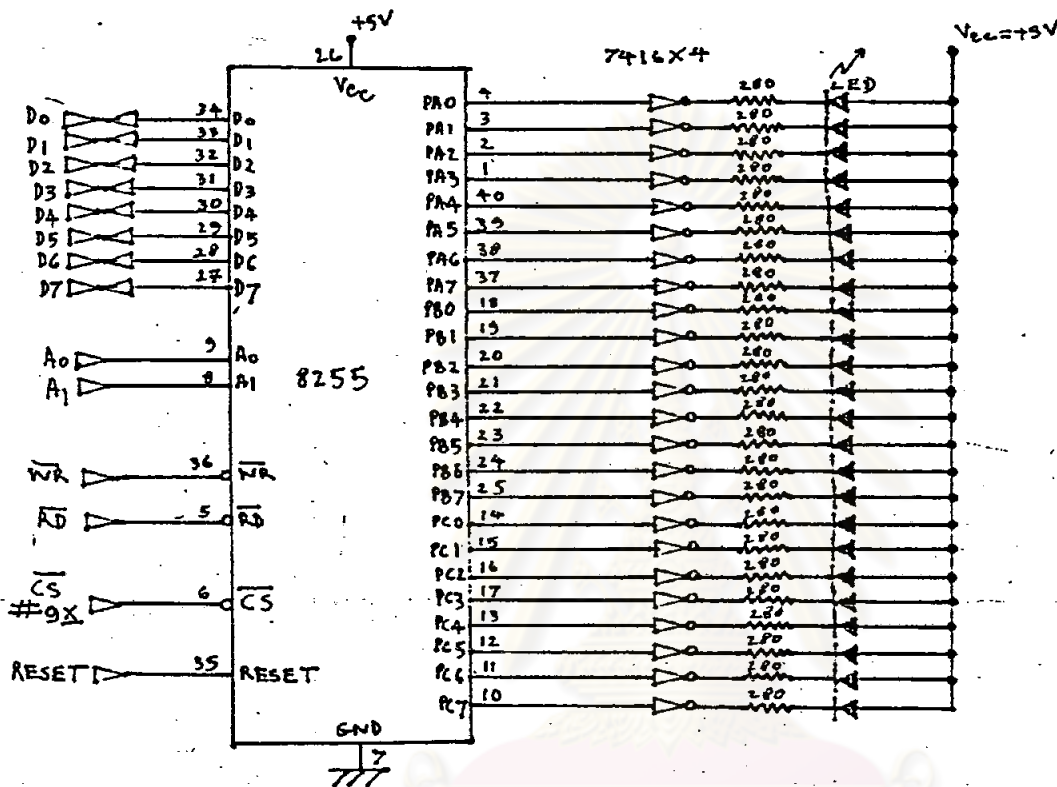 +5V
Vcc=+5V
26
Vcc
7416×4
LED
D0 34 D0
D1 33 D1
D2 32 D2
D3 31 D3
D4 30 D4
D5 29 D5
D6 28 D6
D7 27 D7
A0 9 A0
A1 8 A1
8255
WR 36 WR
RD 5 RD
CS
#9X 6 CS
RESET 35 RESET
GND
7
PA0 4 280
PA1 3 280
PA2 2 280
PA3 1 280
PA4 40 280
PA5 39 280
PA6 38 280
PA7 37 280
PB0 18 280
PB1 19 280
PB2 20 280
PB3 21 280
PB4 22 280
PB5 23 280
PB6 24 280
PB7 25 280
PC0 14 280
PC1 15 280
PC2 16 280
PC3 17 280
PC4 13 280
PC5 12 280
PC6 11 280
PC7 10 280